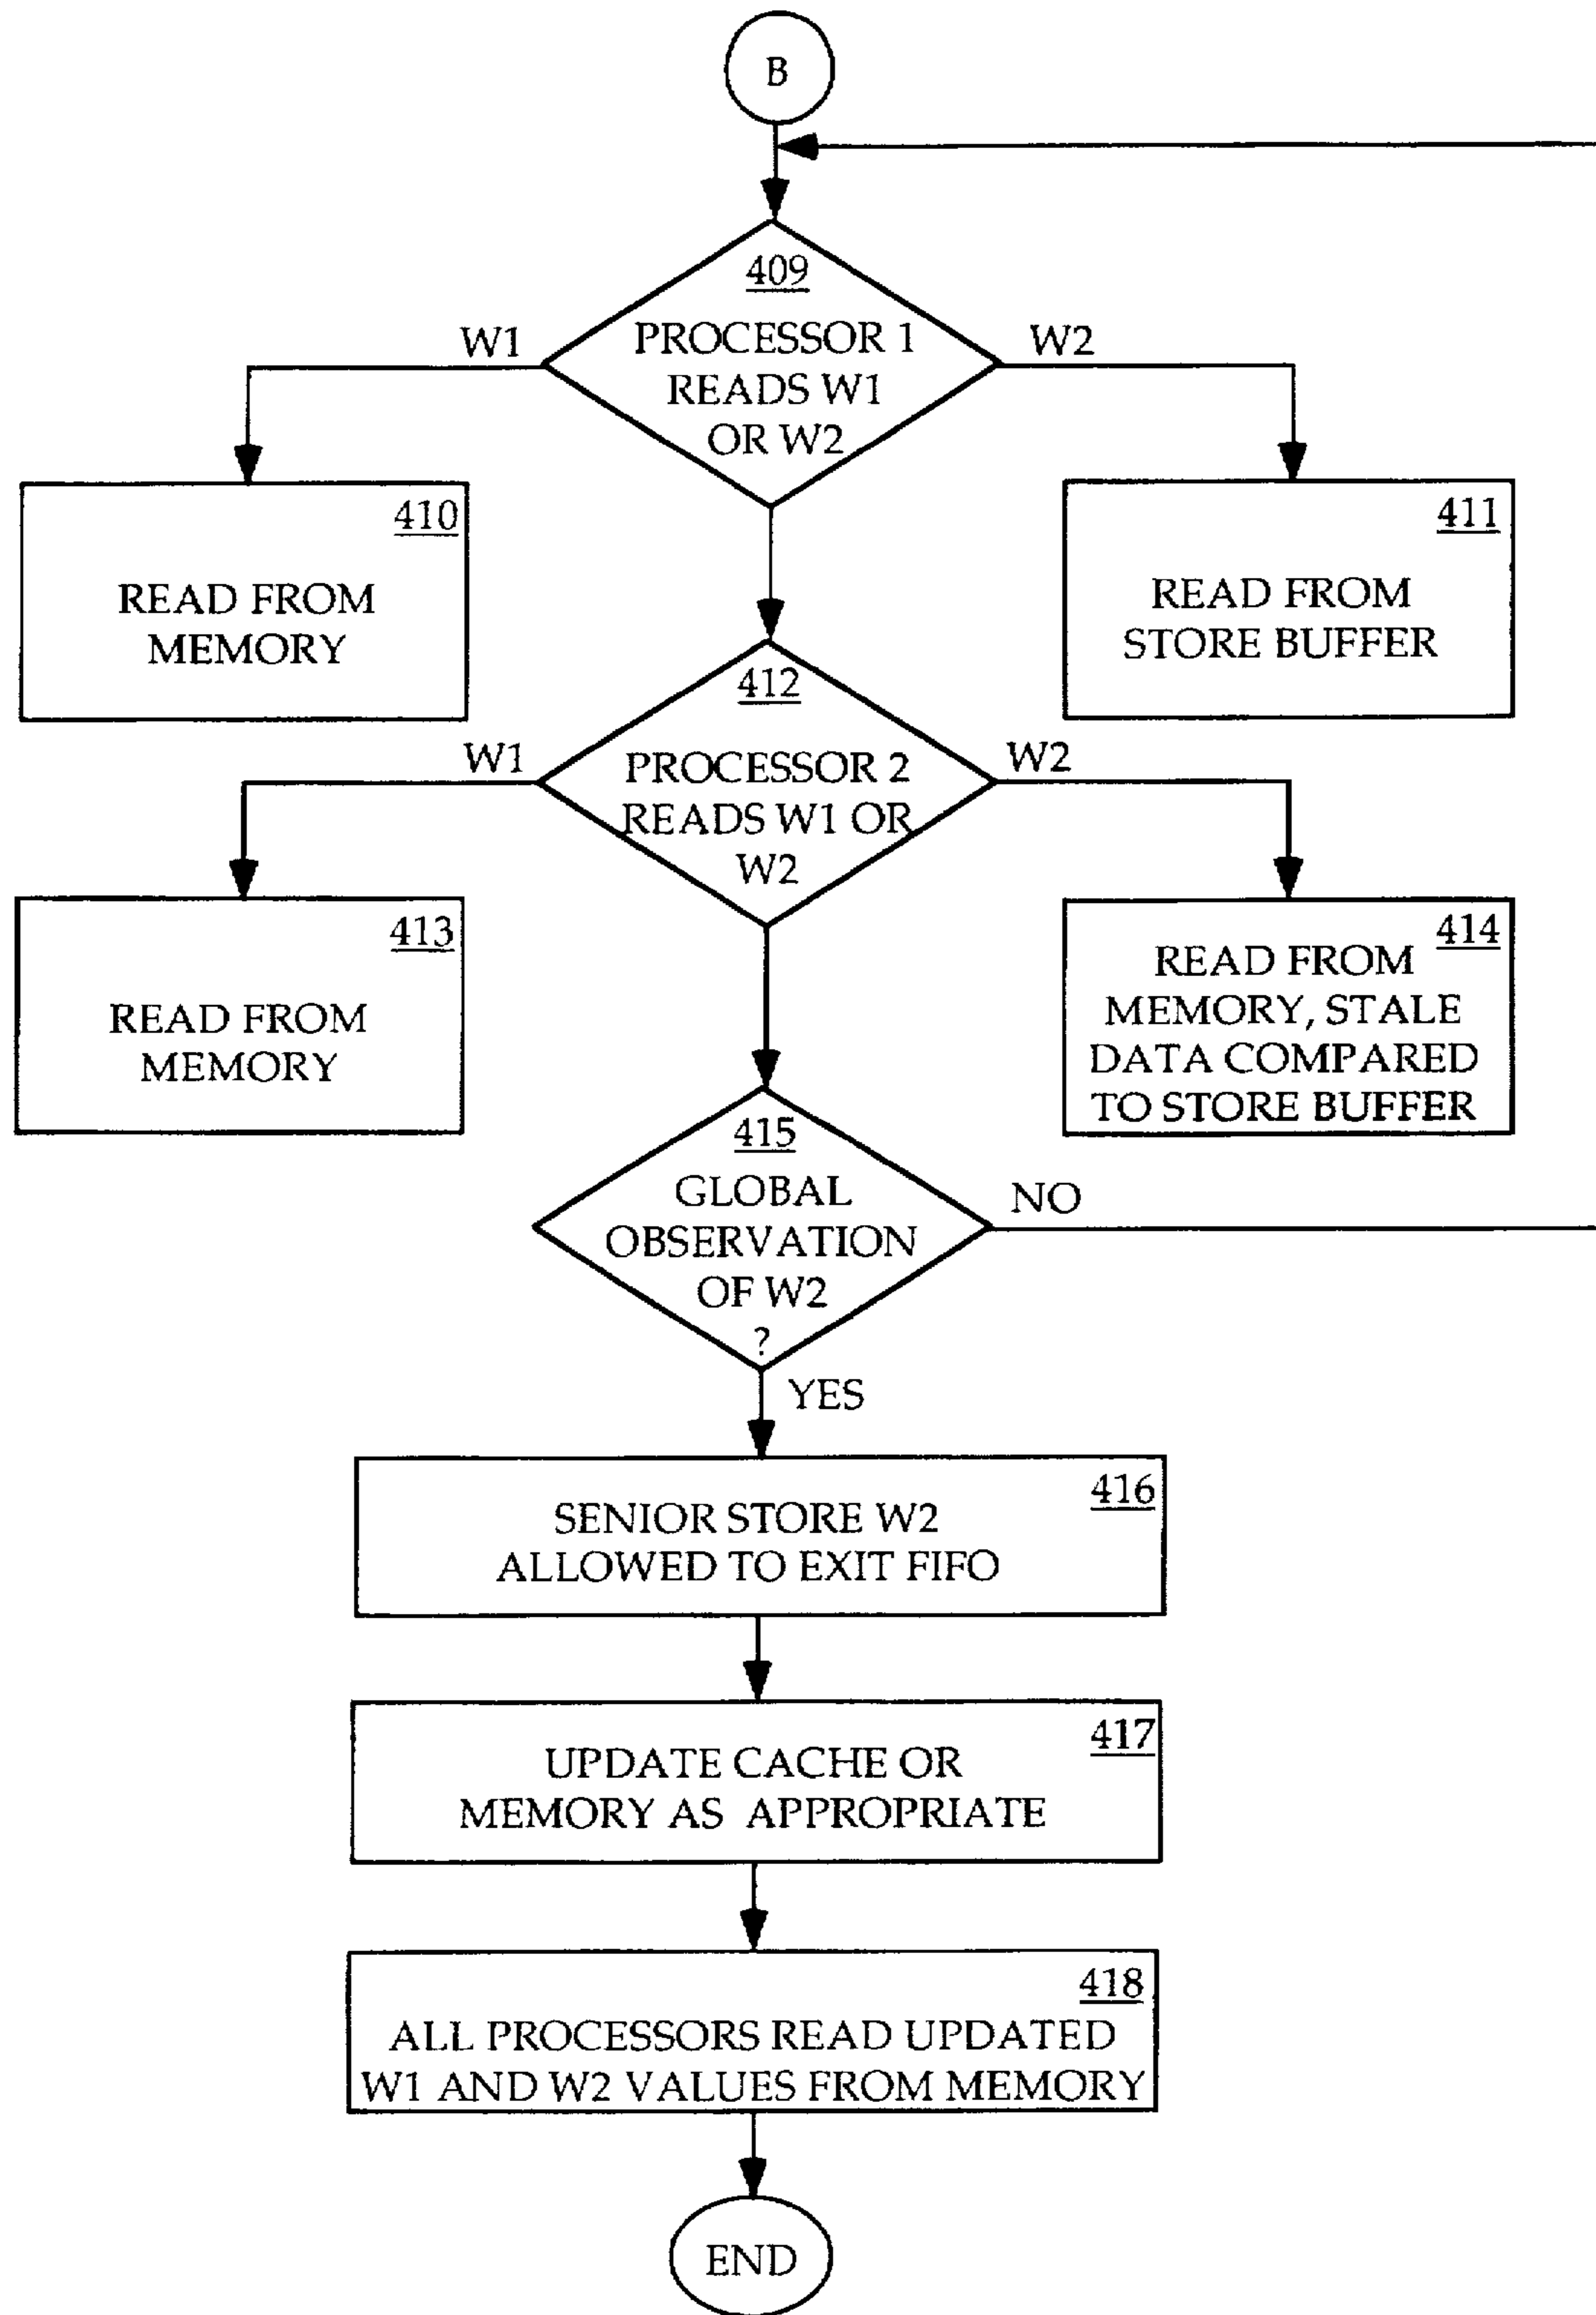 B
409
W1
PROCESSOR 1
W2
READS W1
OR W2
410
READ FROM
MEMORY
411
READ FROM
STORE BUFFER
412
W1
PROCESSOR 2
W2
READS W1 OR
W2
413
READ FROM
MEMORY
414
READ FROM
MEMORY, STALE
DATA COMPARED
TO STORE BUFFER
415
GLOBAL
NO
OBSERVATION
OF W2
?
YES
416
SENIOR STORE W2
ALLOWED TO EXIT FIFO
417
UPDATE CACHE OR
MEMORY AS APPROPRIATE
418
ALL PROCESSORS READ UPDATED
W1 AND W2 VALUES FROM MEMORY
END